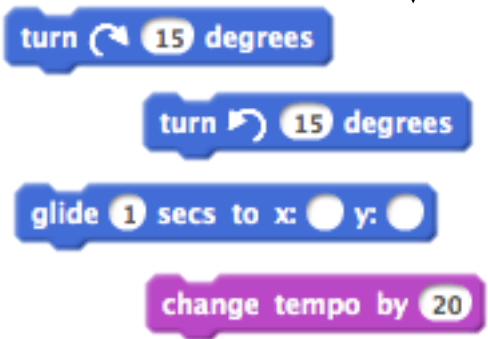 turn 15 degrees
turn 15 degrees
glide 1 secs to x: y:
change tempo by 20